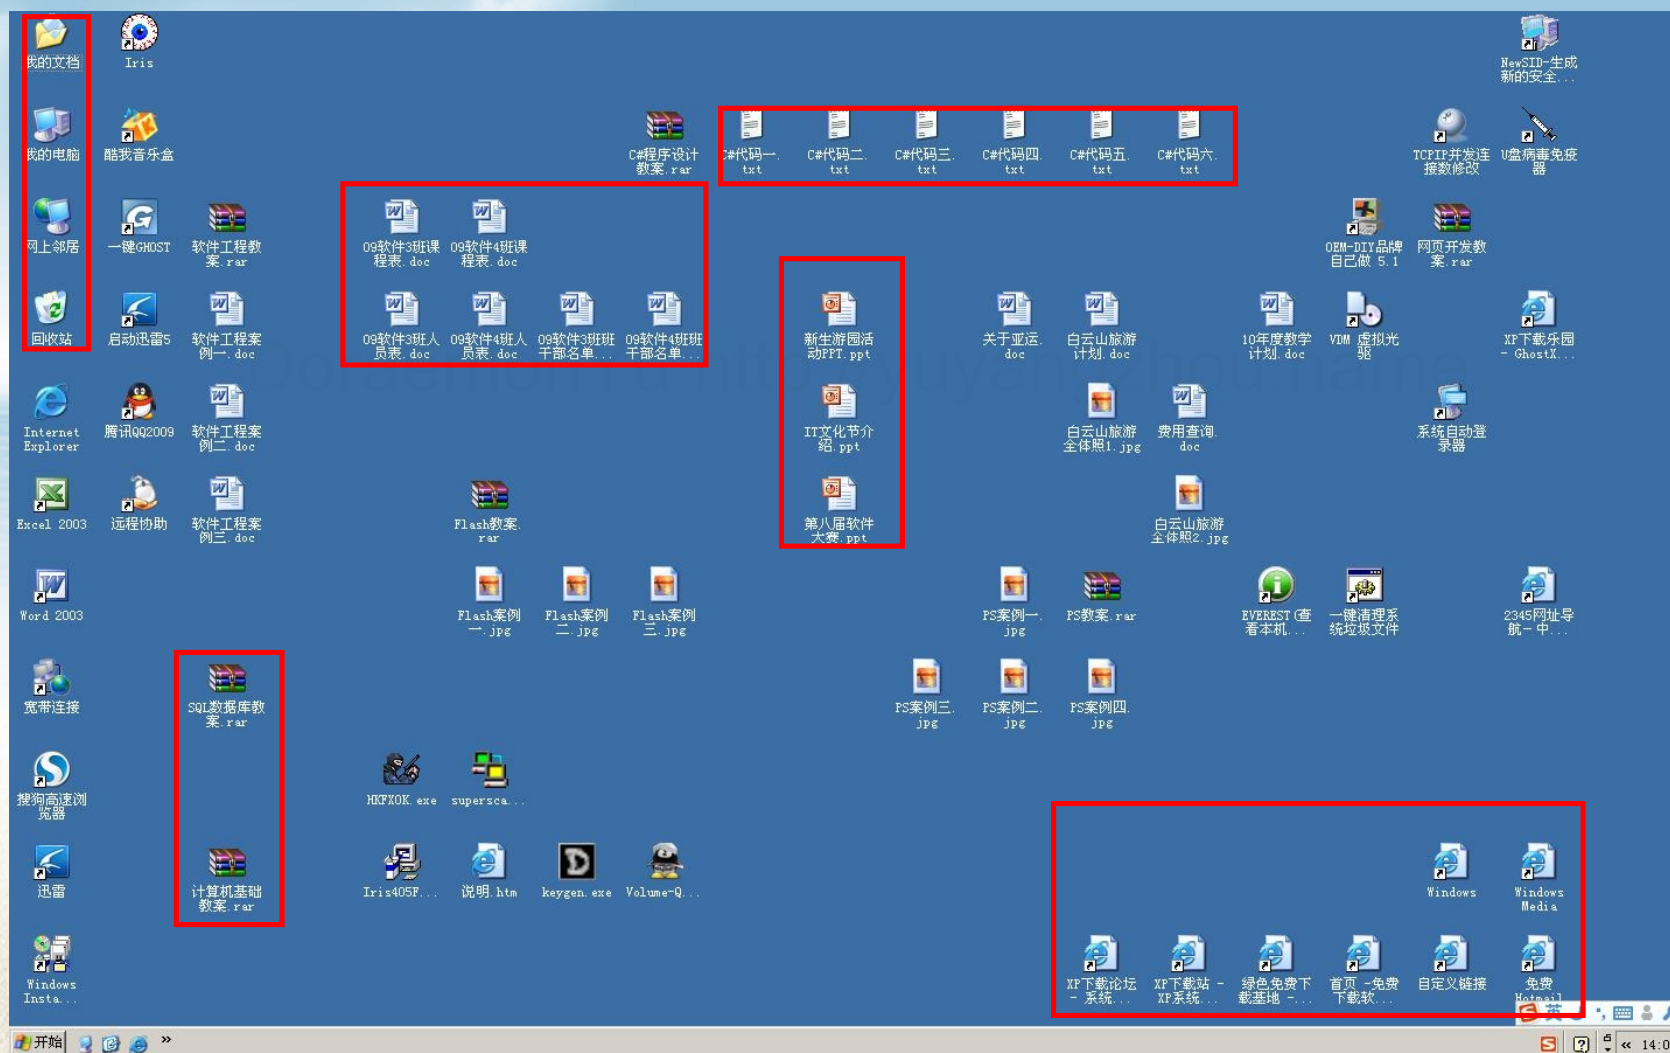 我的文档
Iris
NewSID-生成
新的安全...
我的电脑
酷我音乐盒
C#程序设计
教案.rar
C#代码一.
txt
C#代码二.
txt
C#代码三.
txt
C#代码四.
txt
C#代码五.
txt
C#代码六.
txt
TCPIP并发连
接数修改
U盘病毒免疫
器
网上邻居
一键GHOST
软件工程教
案.rar
09软件3班课
程表.doc
09软件4班课
程表.doc
OEM-DIY品牌
自己做 5.1
网页开发教
案.rar
回收站
启动迅雷5
软件工程案
例一.doc
09软件3班人
员表.doc
09软件4班人
员表.doc
09软件3班班
干部名单...
09软件4班班
干部名单...
新生游园活
动PPT.ppt
关于亚运.
doc
白云山旅游
计划.doc
10年度教学
计划.doc
VDM 虚拟光
驱
XP下载乐园
- GhostX...
Internet
Explorer
腾讯QQ2009
软件工程案
例二.doc
IT文化节介
绍.ppt
白云山旅游
全体照1.jpg
费用查询.
doc
系统自动登
录器
Excel 2003
远程协助
软件工程案
例三.doc
Flash教案.
rar
第八届软件
大赛.ppt
白云山旅游
全体照2.jpg
Word 2003
Flash案例
一.jpg
Flash案例
二.jpg
Flash案例
三.jpg
PS案例一.
jpg
PS教案.rar
EVEREST(查
看本机...
一键清理系
统垃圾文件
2345网址导
航-中...
宽带连接
SQL数据库教
案.rar
PS案例三.
jpg
PS案例二.
jpg
PS案例四.
jpg
搜狗高速浏
览器
HKFXOK.exe
supersca...
迅雷
计算机基础
教案.rar
Iris405F...
说明.htm
keygen.exe
Volume-Q...
Windows
Windows
Media
Windows
Insta...
XP下载论坛
- 系统...
XP下载站 -
XP系统...
绿色免费下
载基地 -...
首页 -免费
下载软...
自定义链接
免费
Hotmail
英
开始
14:0